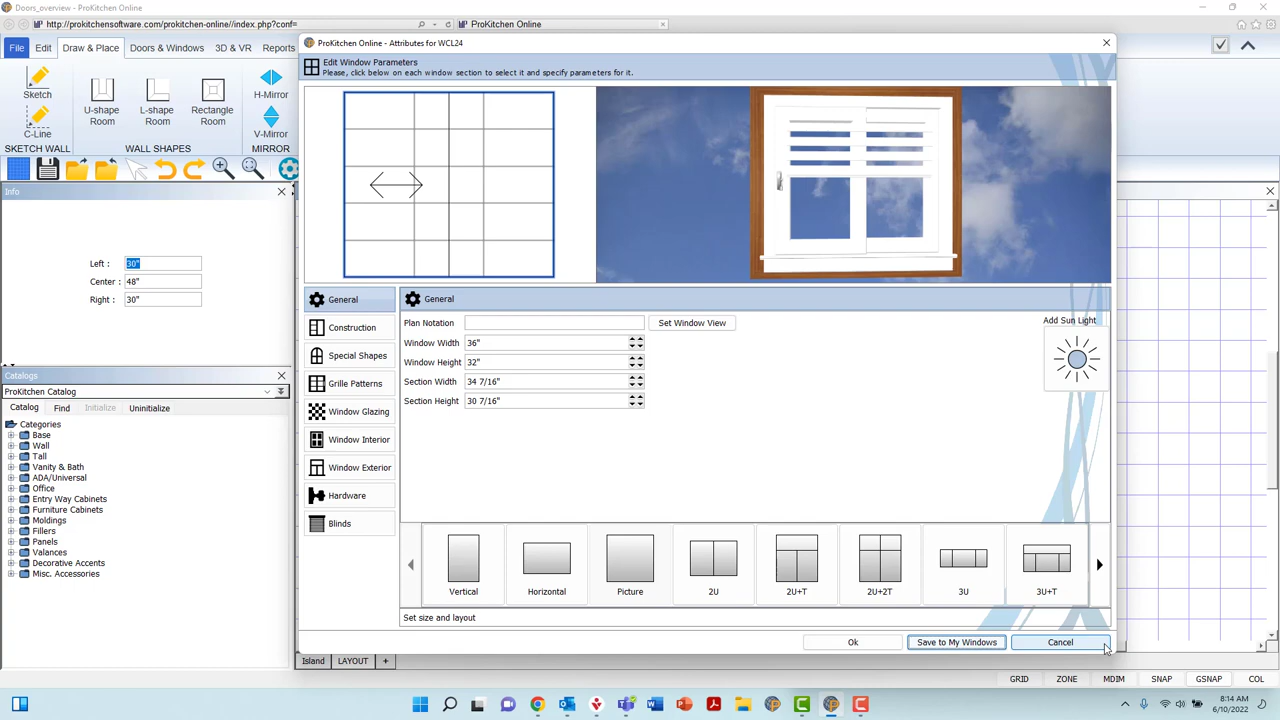 Doors_overview - ProKitchen Online
http://prokitchensoftware.com/prokitchen-online//index.php?conf=
ProKitchen Online
File
Edit
Draw & Place
Doors & Windows
3D & VR
Reports
Sketch
C-Line
SKETCH WALL
U-shape
Room
L-shape
Room
Rectangle
Room
WALL SHAPES
H-Mirror
V-Mirror
MIRROR
Info
Left :
30"
Center :
48"
Right :
30"
Catalogs
ProKitchen Catalog
Catalog
Find
Initialize
Uninitialize
Categories
Base
Wall
Tall
Vanity & Bath
ADA/Universal
Office
Entry Way Cabinets
Furniture Cabinets
Moldings
Fillers
Panels
Valances
Decorative Accents
Misc. Accessories
ProKitchen Online - Attributes for WCL24
Edit Window Parameters
Please, click below on each window section to select it and specify parameters for it.
General
Construction
Special Shapes
Grille Patterns
Window Glazing
Window Interior
Window Exterior
Hardware
Blinds
General
Plan Notation
Set Window View
Window Width
36"
Window Height
32"
Section Width
34 7/16"
Section Height
30 7/16"
Add Sun Light
Vertical
Horizontal
Picture
2U
2U+T
2U+2T
3U
3U+T
Set size and layout
Ok
Save to My Windows
Cancel
Island
LAYOUT
+
GRID
ZONE
MDIM
SNAP
GSNAP
COL
8:14 AM
6/10/2022